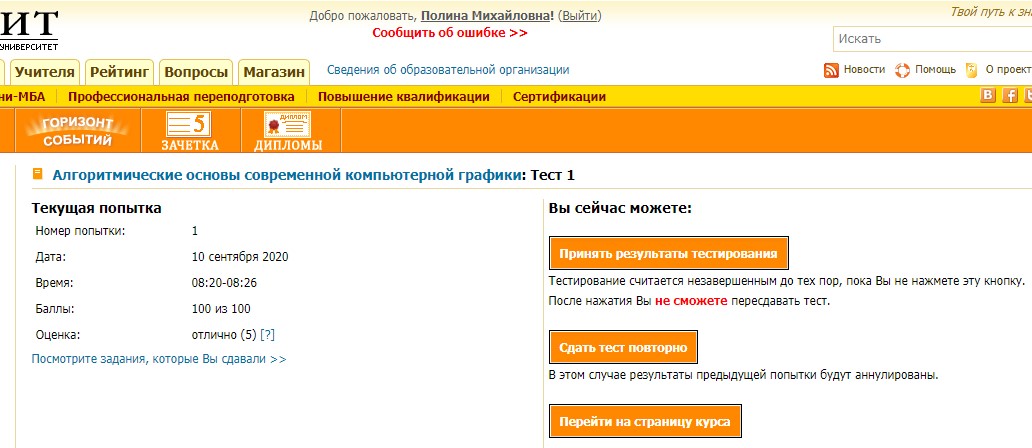 ИТ
УНИВЕРСИТЕТ
Добро пожаловать, Полина Михайловна! (Выйти)
Сообщить об ошибке >>
Твой путь к
Искать
Учителя Рейтинг Вопросы Магазин
Сведения об образовательной организации
Новости Помощь О проект
ни-МБА Профессиональная переподготовка Повышение квалификации Сертификации
ГОРИЗОНТ СОБЫТИЙ
5 ЗАЧЕТКА
ДИПЛОМ ДИПЛОМЫ
Алгоритмические основы современной компьютерной графики: Тест 1
Текущая попытка
Номер попытки: 1
Дата: 10 сентября 2020
Время: 08:20-08:26
Баллы: 100 из 100
Оценка: отлично (5) [?]
Посмотрите задания, которые Вы сдавали >>
Вы сейчас можете:
Принять результаты тестирования
Тестирование считается незавершенным до тех пор, пока Вы не нажмете эту кнопку.
После нажатия Вы не сможете пересдавать тест.
Сдать тест повторно
В этом случае результаты предыдущей попытки будут аннулированы.
Перейти на страницу курса